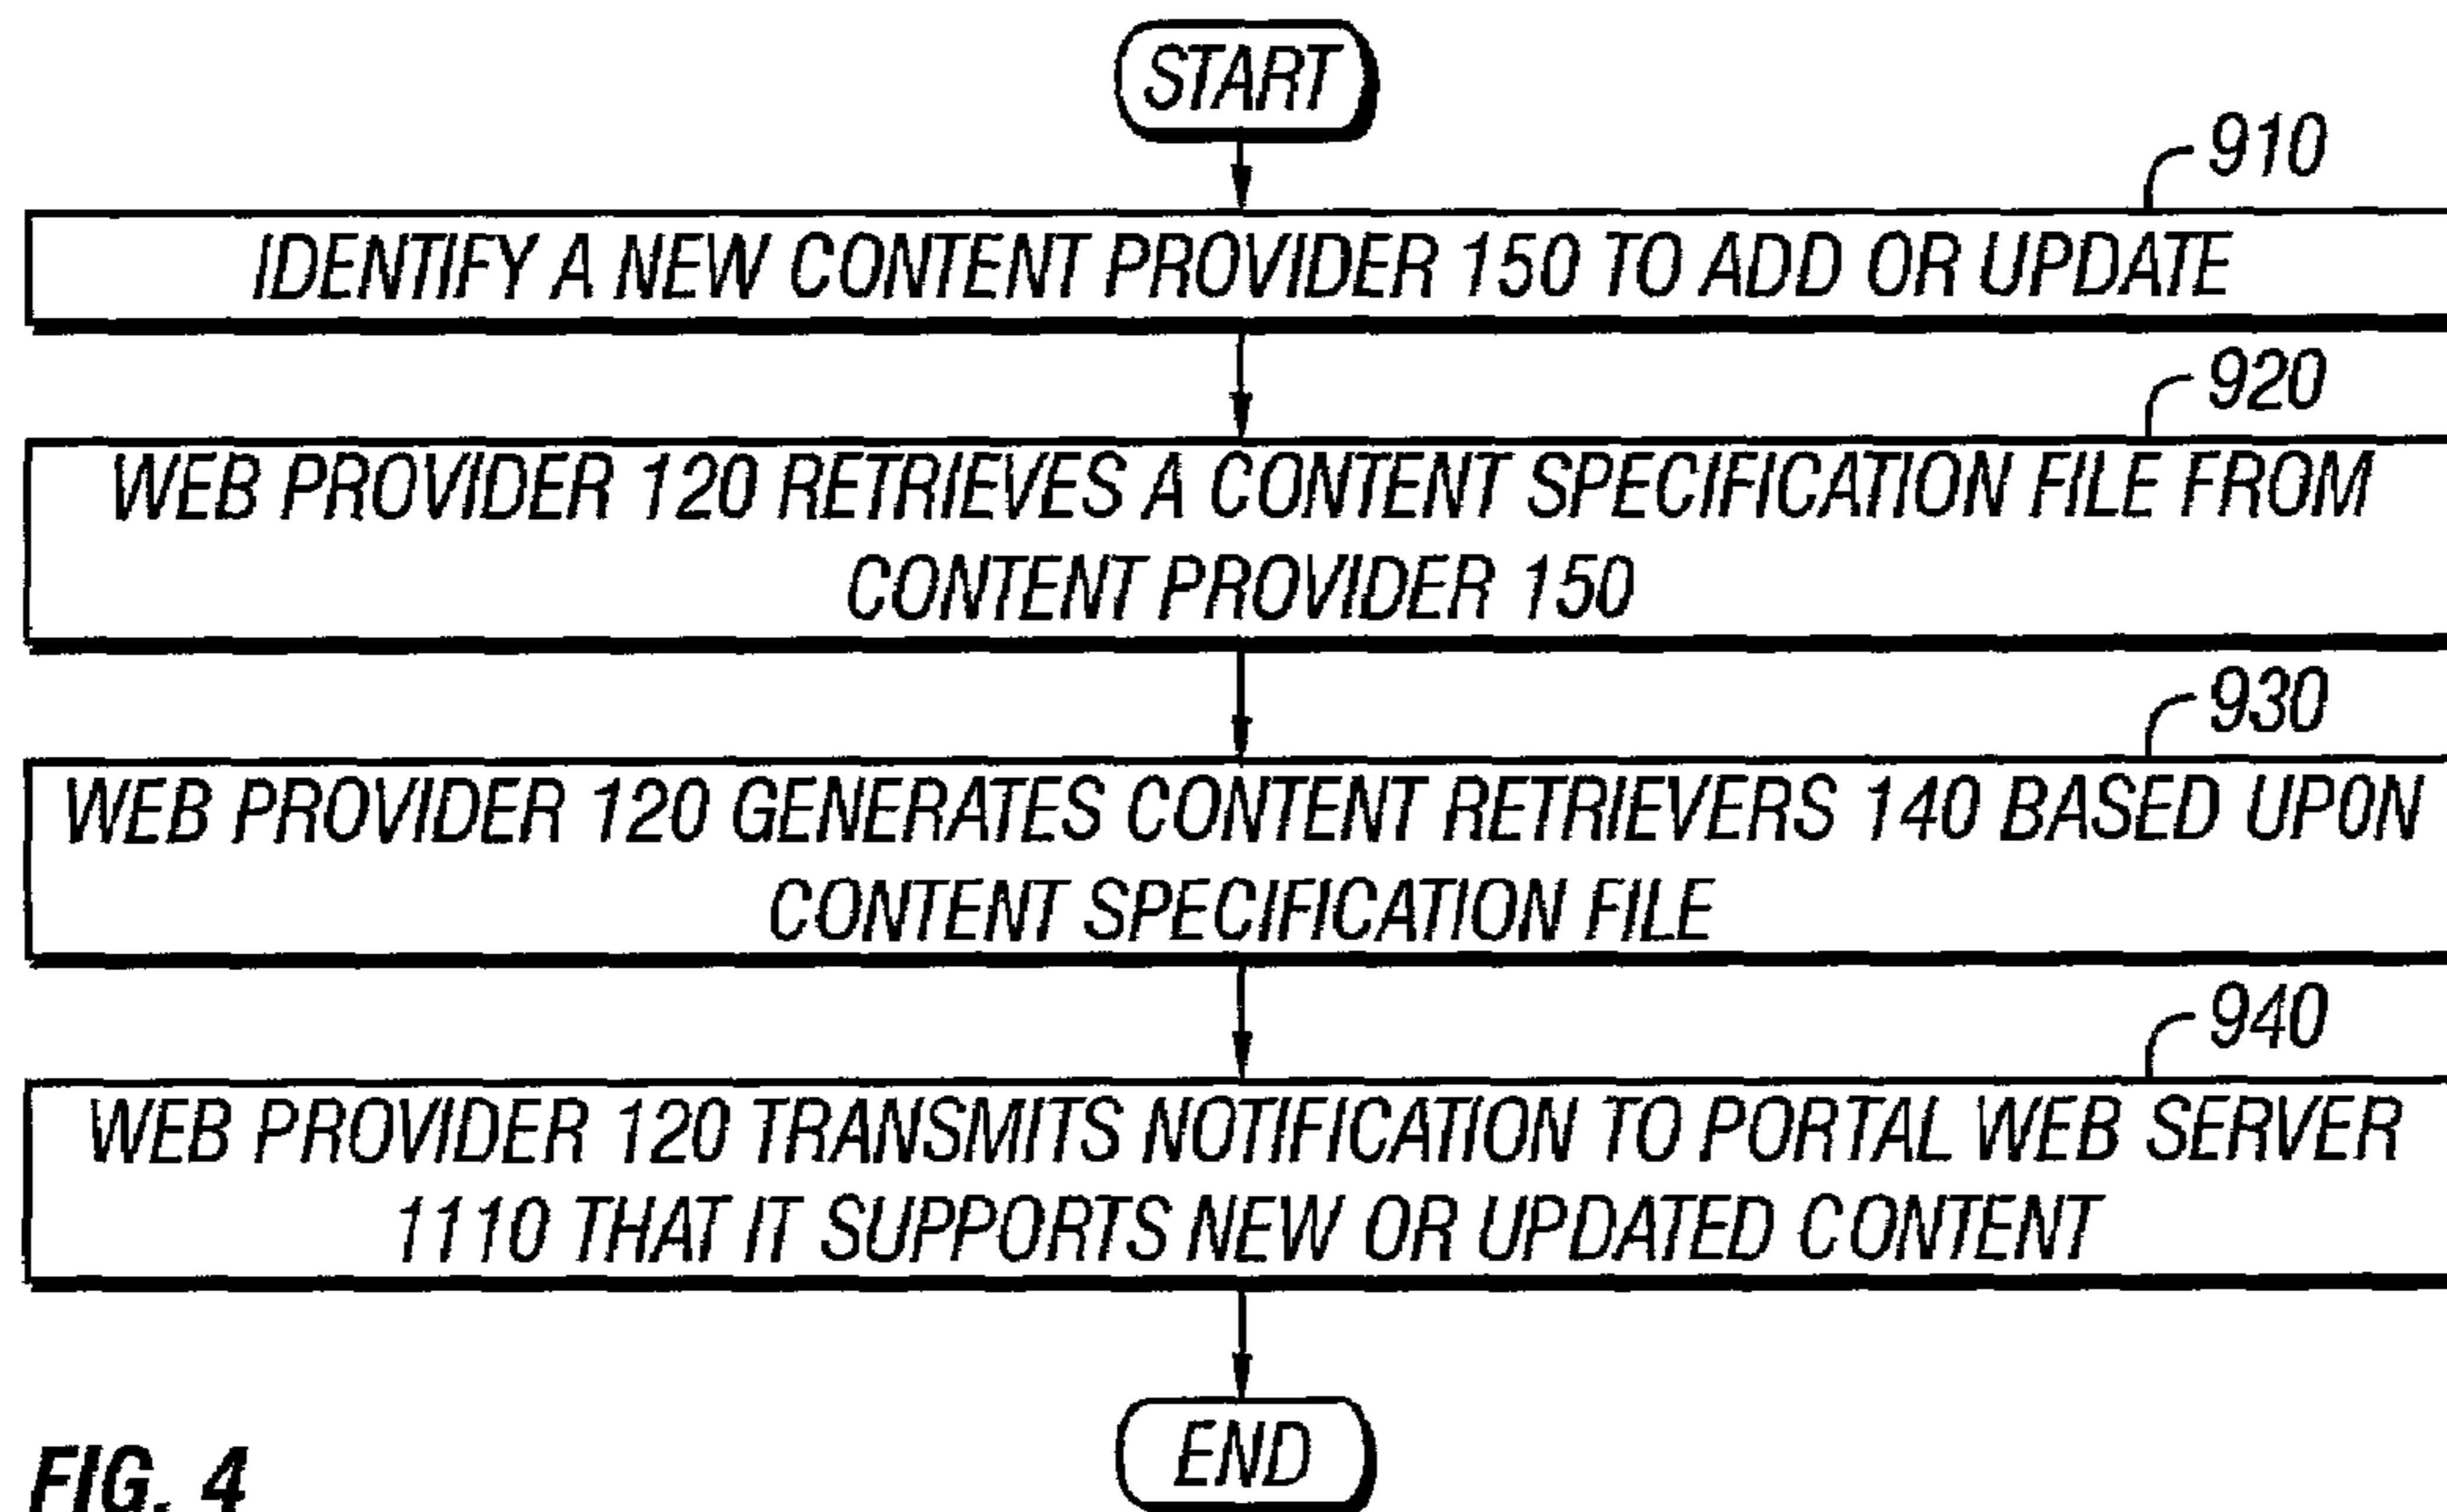 START
910
IDENTIFY A NEW CONTENT PROVIDER 150 TO ADD OR UPDATE
920
WEB PROVIDER 120 RETRIEVES A CONTENT SPECIFICATION FILE FROM
CONTENT PROVIDER 150
930
WEB PROVIDER 120 GENERATES CONTENT RETRIEVERS 140 BASED UPON
CONTENT SPECIFICATION FILE
940
WEB PROVIDER 120 TRANSMITS NOTIFICATION TO PORTAL WEB SERVER
1110 THAT IT SUPPORTS NEW OR UPDATED CONTENT
END
FIG. 4